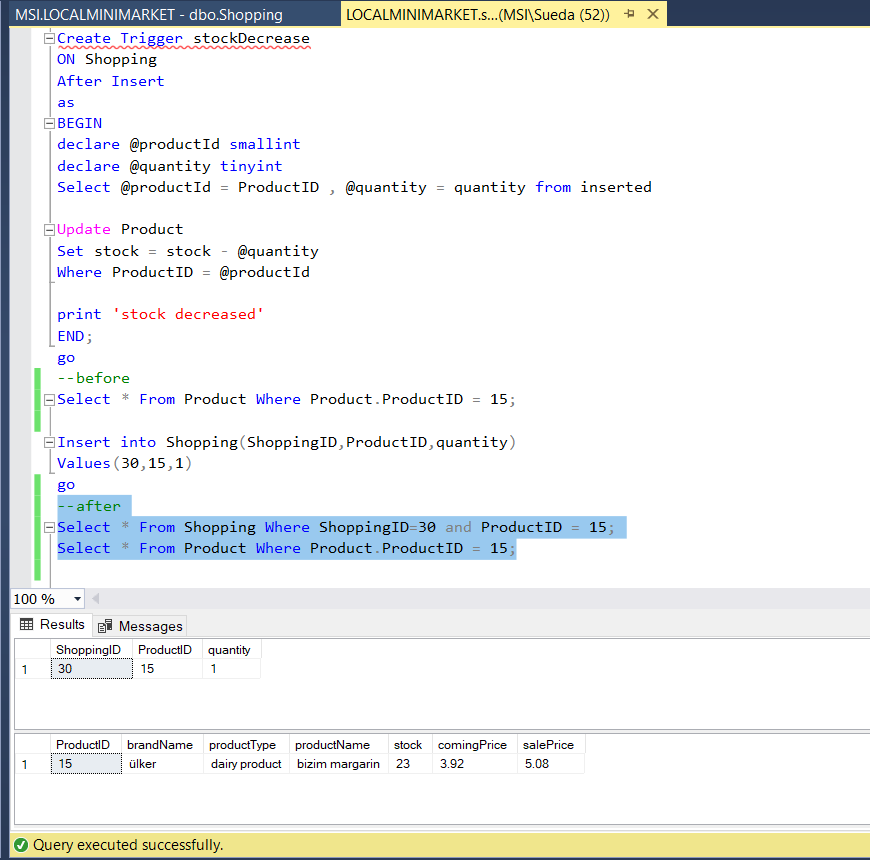 MSI.LOCALMINIMARKET - dbo.Shopping LOCALMINIMARKET.s...(MSI\Sueda (52))
Create Trigger stockDecrease
ON Shopping
After Insert
as
BEGIN
declare @productId smallint
declare @quantity tinyint
Select @productId = ProductID , @quantity = quantity from inserted
Update Product
Set stock = stock - @quantity
Where ProductID = @productId
print 'stock decreased'
END;
go
--before
Select * From Product Where Product.ProductID = 15;
Insert into Shopping(ShoppingID,ProductID,quantity)
Values(30,15,1)
go
--after
Select * From Shopping Where ShoppingID=30 and ProductID = 15;
Select * From Product Where Product.ProductID = 15;
100 %
Results Messages
ShoppingID ProductID quantity
1 30 15 1
ProductID brandName productType productName stock comingPrice salePrice
1 15 ülker dairy product bizim margarin 23 3.92 5.08
Query executed successfully.